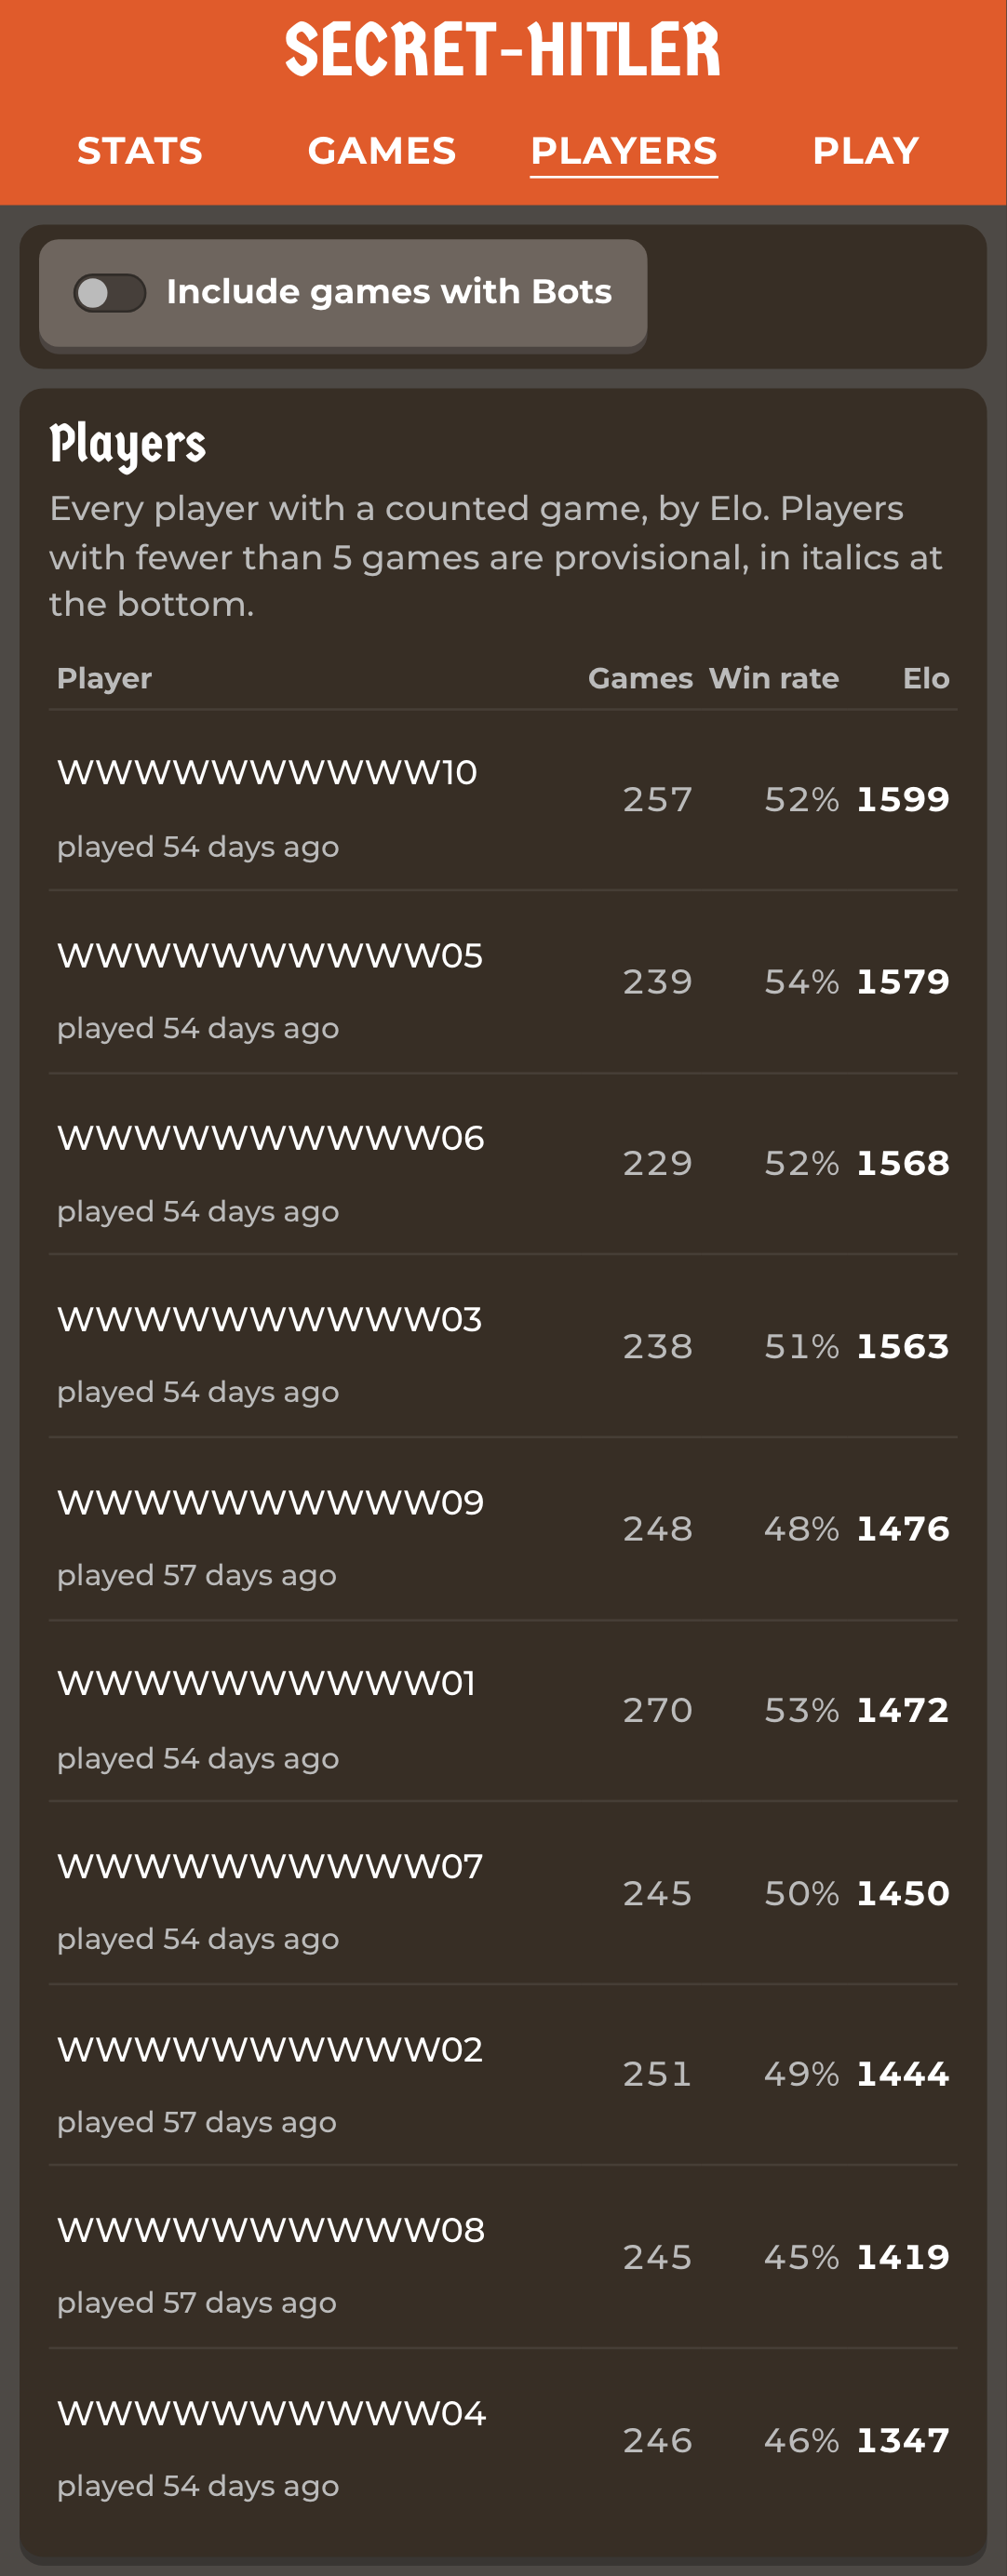 SECRET-HITLER
STATS GAMES PLAYERS PLAY
Include games with Bots
Players
Every player with a counted game, by Elo. Players
with fewer than 5 games are provisional, in italics at
the bottom.
Player Games Win rate Elo
WWWWWWWWWW10
257 52% 1599
played 54 days ago
WWWWWWWWWW05
239 54% 1579
played 54 days ago
WWWWWWWWWW06
229 52% 1568
played 54 days ago
WWWWWWWWWW03
238 51% 1563
played 54 days ago
WWWWWWWWWW09
248 48% 1476
played 57 days ago
WWWWWWWWWW01
270 53% 1472
played 54 days ago
WWWWWWWWWW07
245 50% 1450
played 54 days ago
WWWWWWWWWW02
251 49% 1444
played 57 days ago
WWWWWWWWWW08
245 45% 1419
played 57 days ago
WWWWWWWWWW04
246 46% 1347
played 54 days ago